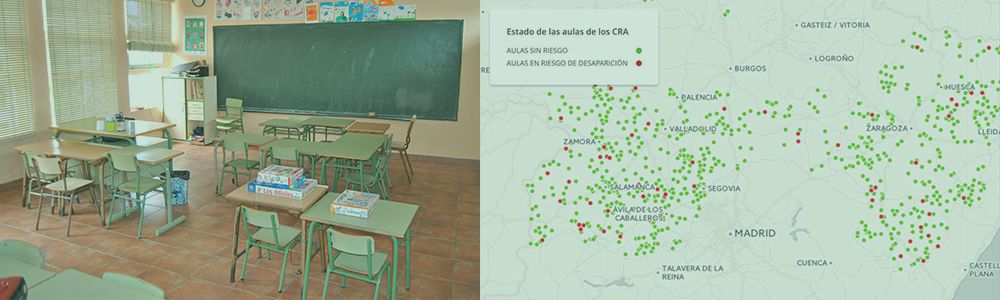 Los Oficios
Estado de las aulas de los CRA
AULAS SIN RIESGO
AULAS EN RIESGO DE DESAPARICIÓN
GASTEIZ / VITORIA
LOGROÑO
BURGOS
HUESCA
PALENCIA
VALLADOLID
ZARAGOZA
LLEIDA
ZAMORA
SALAMANCA
SEGOVIA
ÁVILA DE LOS
CABALLEROS
MADRID
TALAVERA DE LA
REINA
CUENCA
CASTELL
PLANA